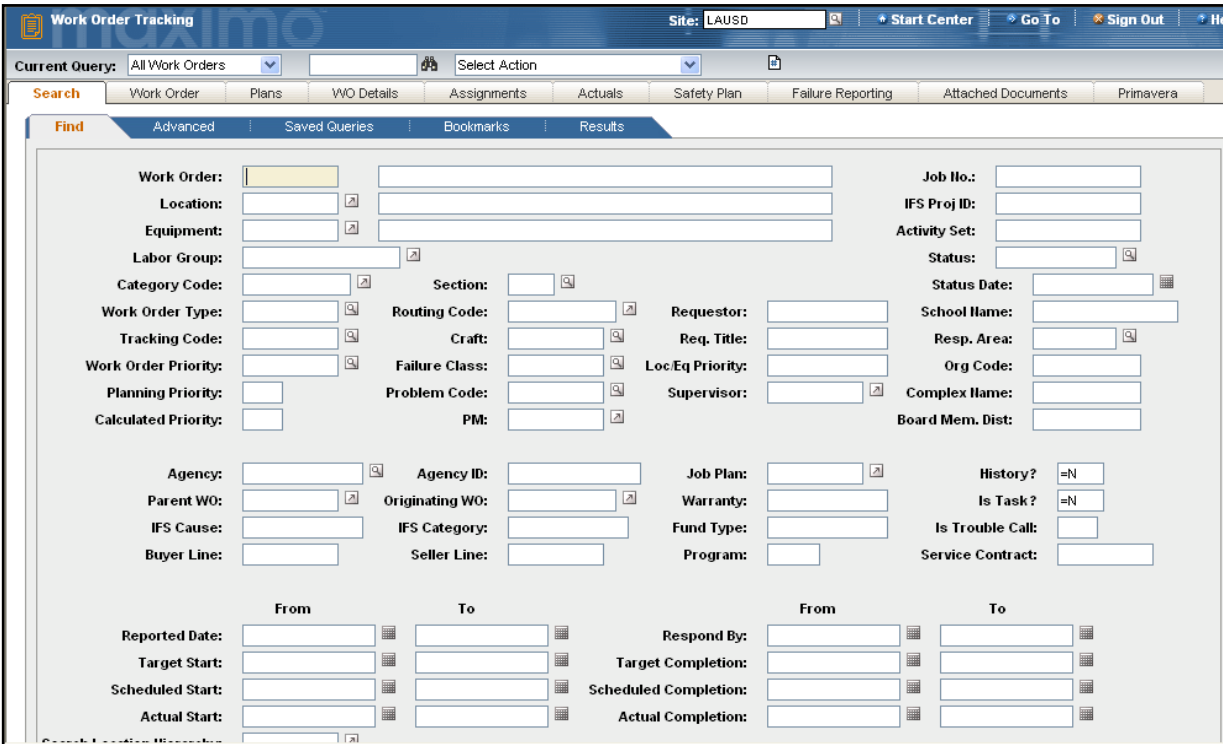 maximo
Work Order Tracking Site: LAUSD Start Center Go To Sign Out
Current Query: All Work Orders Select Action
Search Work Order Plans WO Details Assignments Actuals Safety Plan Failure Reporting Attached Documents Primavera
Find Advanced Saved Queries Bookmarks Results
Work Order: Job No.:
Location: IFS Proj ID:
Equipment: Activity Set:
Labor Group: Status:
Category Code: Section: Status Date:
Work Order Type: Routing Code: Requestor: School Name:
Tracking Code: Craft: Req. Title: Resp. Area:
Work Order Priority: Failure Class: Loc/Eq Priority: Org Code:
Planning Priority: Problem Code: Supervisor: Complex Name:
Calculated Priority: PM: Board Mem. Dist:
Agency: Agency ID: Job Plan: History? =N
Parent WO: Originating WO: Warranty: Is Task? =N
IFS Cause: IFS Category: Fund Type: Is Trouble Call:
Buyer Line: Seller Line: Program: Service Contract:
From To From To
Reported Date: Respond By:
Target Start: Target Completion:
Scheduled Start: Scheduled Completion:
Actual Start: Actual Completion: